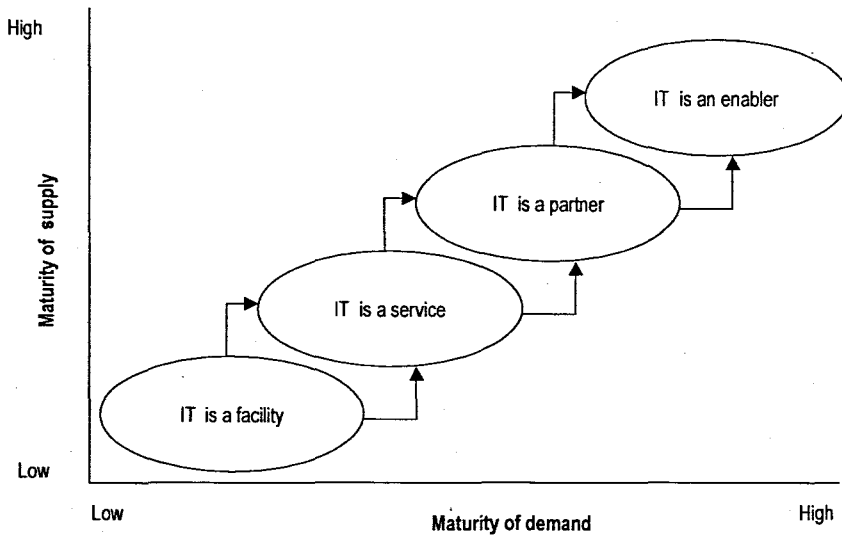 High
IT is an enabler
IT is a partner
Maturity of supply
IT is a service
IT is a facility
Low
Low
Maturity of demand
High